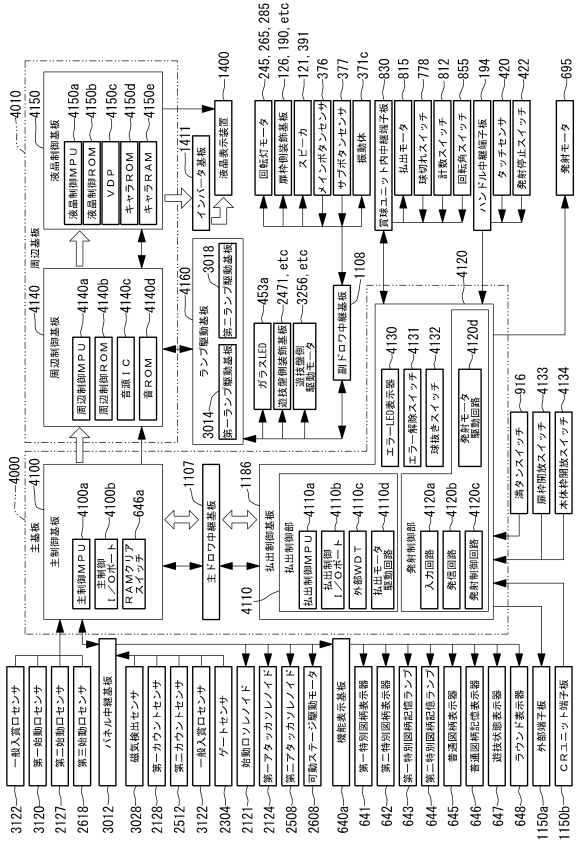 3122 一般入賞口センサ
3120 第一始動口センサ
2127 第二始動口センサ
2618 第三始動口センサ
3012 パネル中継基板
3028 磁気検出センサ
2128 第一カウントセンサ
2512 第二カウントセンサ
3122 一般入賞口センサ
2304 ゲートセンサ
2121 始動口ソレノイド
2124 第一アタッカソレノイド
2508 第二アタッカソレノイド
2608 可動ステージ駆動モータ
640a 機能表示基板
641 第一特別図柄表示器
642 第二特別図柄表示器
643 第一特別図柄記憶ランプ
644 第二特別図柄記憶ランプ
645 普通図柄表示器
646 普通図柄記憶表示器
647 遊技状態表示器
648 ラウンド表示器
1150a 外部端子板
1150b CRユニット端子板
4000
主基板
4100
主制御基板
主制御MPU 4100a
主制御
I/Oポート 4100b
RAMクリア
スイッチ 646a
主ドロワ中継基板 1107
1186
払出制御基板
4110
払出制御部
払出制御MPU 4110a
払出制御
I/Oポート 4110b
外部WDT 4110c
払出モータ
駆動回路 4110d
4120
発射制御部
入力回路 4120a
発信回路 4120b
発射制御回路 4120c
発射モータ
駆動回路 4120d
エラーLED表示器 4130
エラー解除スイッチ 4131
球抜きスイッチ 4132
満タンスイッチ 916
扉枠開放スイッチ 4133
本体枠開放スイッチ 4134
4010
周辺基板
4140
周辺制御基板
周辺制御MPU 4140a
周辺制御ROM 4140b
音源IC 4140c
音ROM 4140d
4150
液晶制御基板
液晶制御MPU 4150a
液晶制御ROM 4150b
VDP 4150c
キャラROM 4150d
キャラRAM 4150e
4160
ランプ駆動基板
3014 第一ランプ駆動基板
3018 第二ランプ駆動基板
インバータ基板 1411
液晶表示装置 1400
ガラスLED 453a
遊技盤側装飾基板 2471, etc
遊技盤側
駆動モータ 3256, etc
副ドロワ中継基板 1108
回転灯モータ 245, 265, 285
扉枠側装飾基板 126, 190, etc
スピーカ 121, 391
メインボタンセンサ 376
サブボタンセンサ 377
振動体 371c
賞球ユニット内中継端子板 830
払出モータ 815
球切れスイッチ 778
計数スイッチ 812
回転角スイッチ 855
ハンドル中継端子板 194
タッチセンサ 420
発射停止スイッチ 422
発射モータ 695